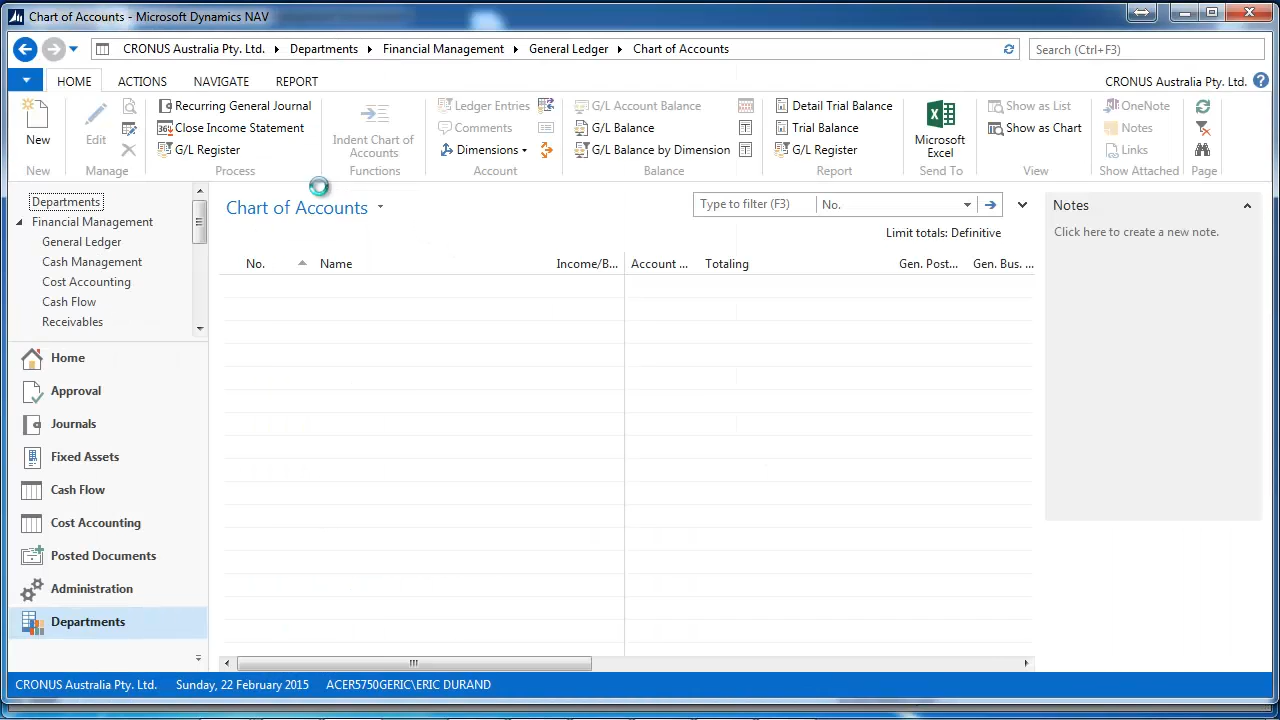 Chart of Accounts - Microsoft Dynamics NAV
CRONUS Australia Pty. Ltd. Departments Financial Management General Ledger Chart of Accounts
Search (Ctrl+F3)
HOME ACTIONS NAVIGATE REPORT
CRONUS Australia Pty. Ltd.
New
New
Edit
Manage
Recurring General Journal
Close Income Statement
G/L Register
Process
Indent Chart of
Accounts
Functions
Ledger Entries
Comments
Dimensions
Account
G/L Account Balance
G/L Balance
G/L Balance by Dimension
Balance
Detail Trial Balance
Trial Balance
G/L Register
Report
Microsoft
Excel
Send To
Show as List
Show as Chart
View
OneNote
Notes
Links
Show Attached
Page
Departments
Financial Management
General Ledger
Cash Management
Cost Accounting
Cash Flow
Receivables
Home
Approval
Journals
Fixed Assets
Cash Flow
Cost Accounting
Posted Documents
Administration
Departments
Chart of Accounts
Type to filter (F3) No.
Limit totals: Definitive
No. Name Income/B... Account ... Totaling Gen. Post... Gen. Bus. ...
Notes
Click here to create a new note.
CRONUS Australia Pty. Ltd. Sunday, 22 February 2015 ACER5750GERIC\ERIC DURAND